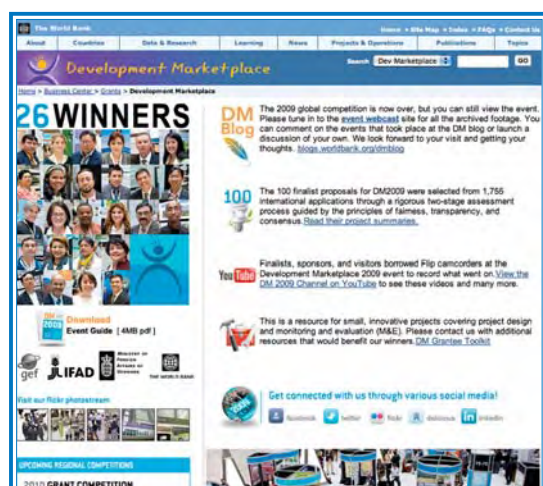 The World Bank
Home • Site Map • Index • FAQs • Contact Us
About Countries Data & Research Learning News Projects & Operations Publications Topics
Development Marketplace
Search Dev Marketplace GO
Home > Business Center > Grants > Development Marketplace
26 WINNERS
DM Blog
The 2009 global competition is now over, but you can still view the event.
Please tune in to the event webcast site for all the archived footage. You
can comment on the events that took place at the DM blog or launch a
discussion of your own. We look forward to your visit and getting your
thoughts. blogs.worldbank.org/dmblog
100
The 100 finalist proposals for DM2009 were selected from 1,756
international applications through a rigorous two-stage assessment
process guided by the principles of fairness, transparency, and
consensus.Read their project summaries.
YouTube
Finalists, sponsors, and visitors borrowed Flip camcorders at the
Development Marketplace 2009 event to record what went on.View the
DM 2009 Channel on YouTube to see these videos and many more.
DM 2009
Download
Event Guide [ 4MB pdf ]
This is a resource for small, innovative projects covering project design
and monitoring and evaluation (M&E). Please contact us with additional
resources that would benefit our winners.DM Grantee Toolkit
gef
IFAD
MINISTRY OF
FOREIGN
AFFAIRS OF
DENMARK
THE WORLD BANK
Visit our flickr photostream
Get connected with us through various social media!
facebook twitter flickr delicious linkedin
UPCOMING REGIONAL COMPETITIONS
2010 GRANT COMPETITION